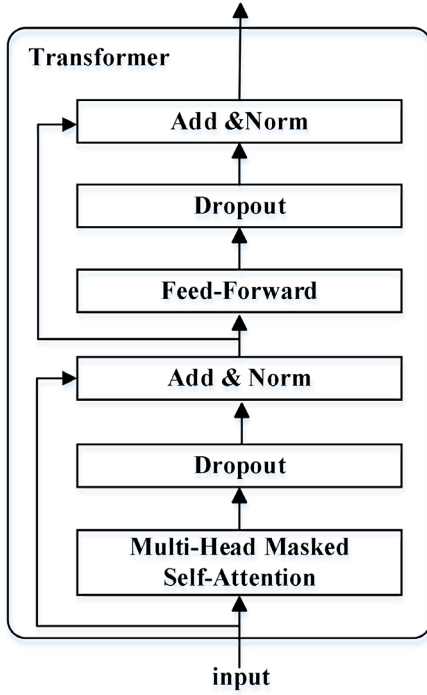 Transformer
Add &Norm
Dropout
Feed-Forward
Add & Norm
Dropout
Multi-Head Masked
Self-Attention
input